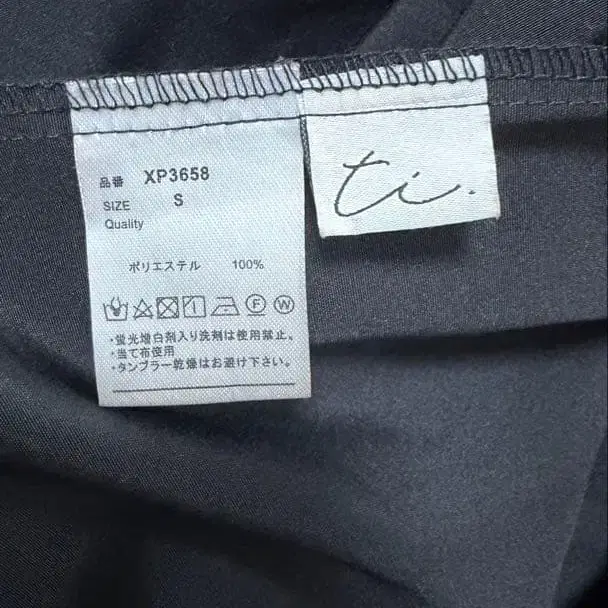 品番 XP3658
SIZE S
Quality
ポリエステル 100%
F W
・蛍光増白剤入り洗剤は使用禁止。
・当て布使用
・タンブラー乾燥はお避け下さい。
ti.